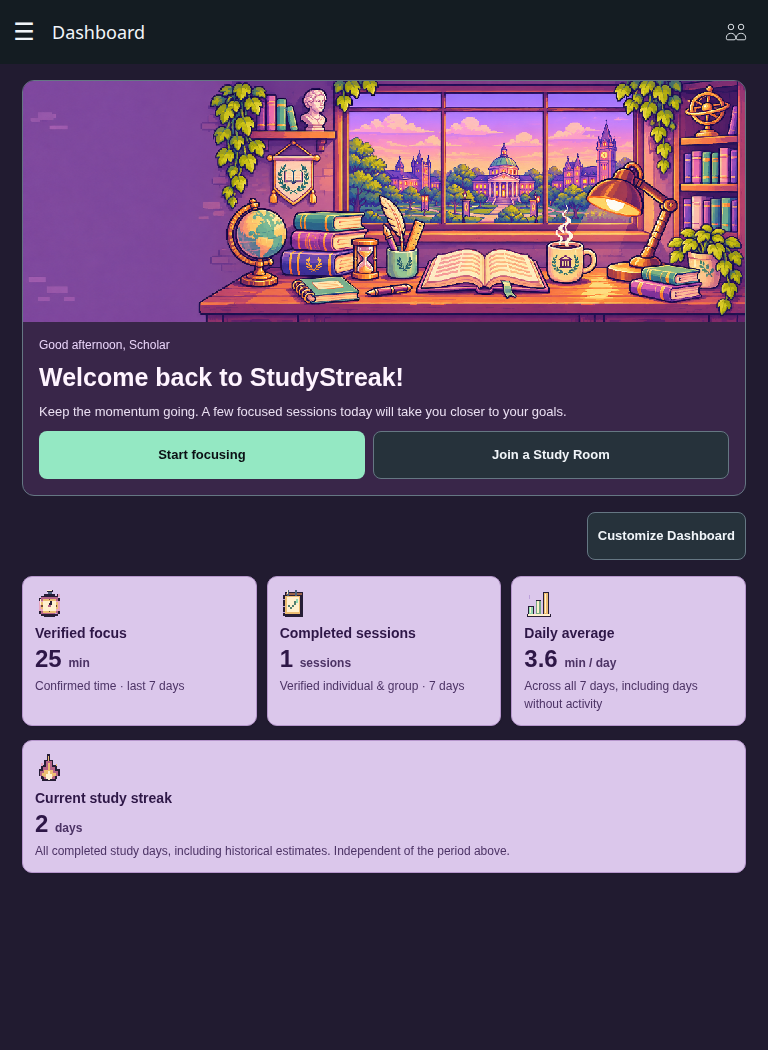 Dashboard
Good afternoon, Scholar
Welcome back to StudyStreak!
Keep the momentum going. A few focused sessions today will take you closer to your goals.
Start focusing
Join a Study Room
Customize Dashboard
Verified focus
25 min
Confirmed time · last 7 days
Completed sessions
1 sessions
Verified individual & group · 7 days
Daily average
3.6 min / day
Across all 7 days, including days
without activity
Current study streak
2 days
All completed study days, including historical estimates. Independent of the period above.